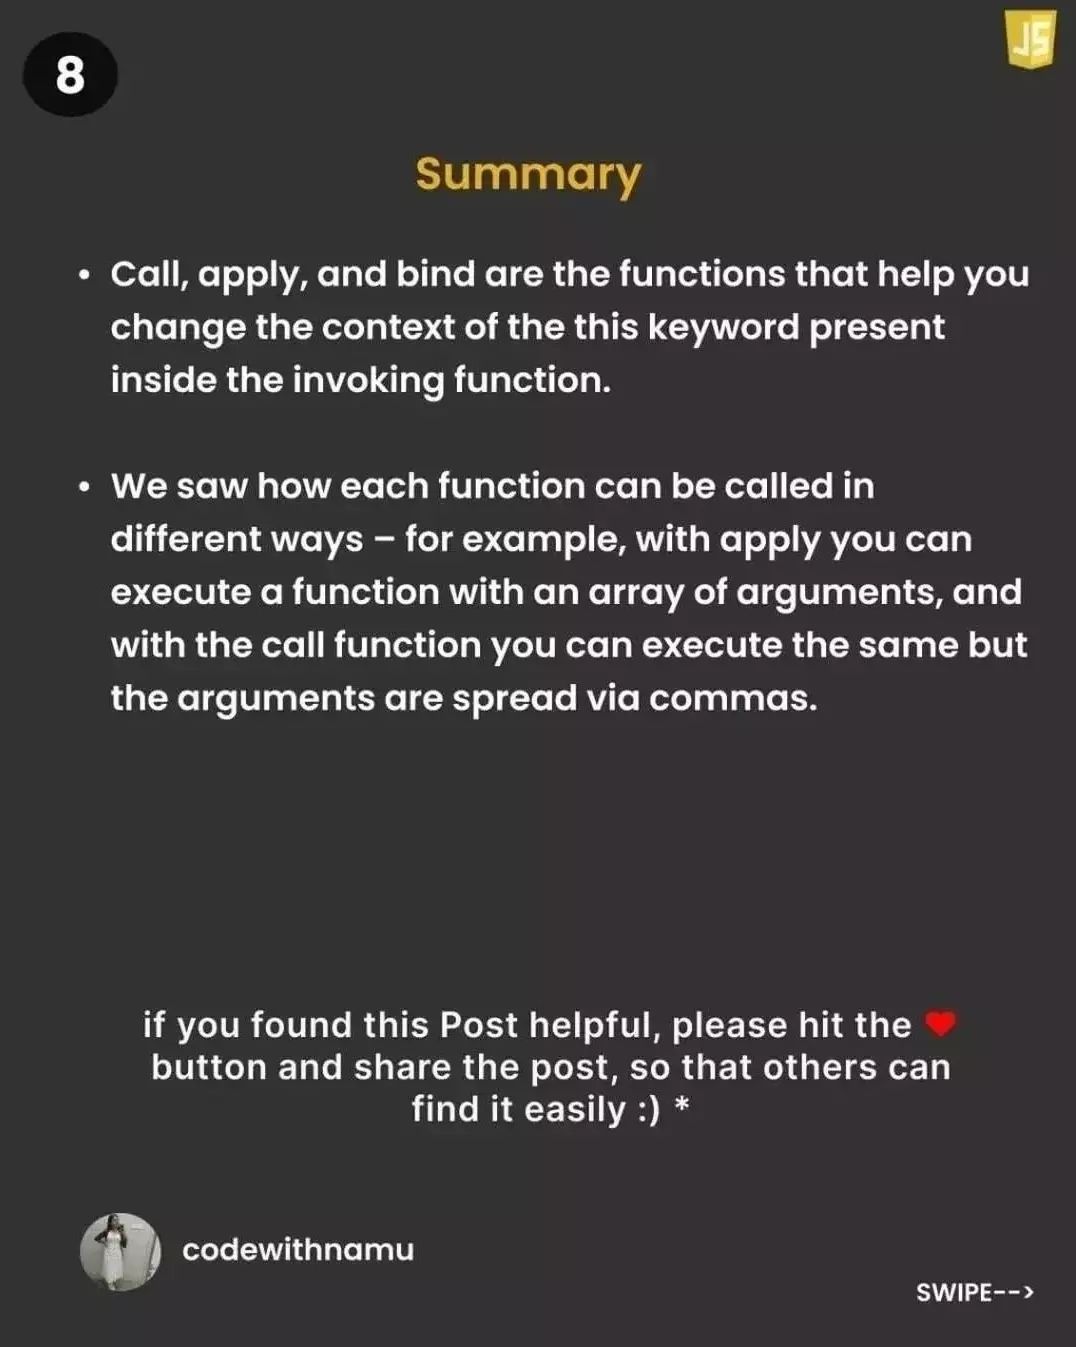 8
JS
Summary
• Call, apply, and bind are the functions that help you
change the context of the this keyword present
inside the invoking function.
• We saw how each function can be called in
different ways – for example, with apply you can
execute a function with an array of arguments, and
with the call function you can execute the same but
the arguments are spread via commas.
if you found this Post helpful, please hit the ❤
button and share the post, so that others can
find it easily :) *
codewithnamu
SWIPE-->